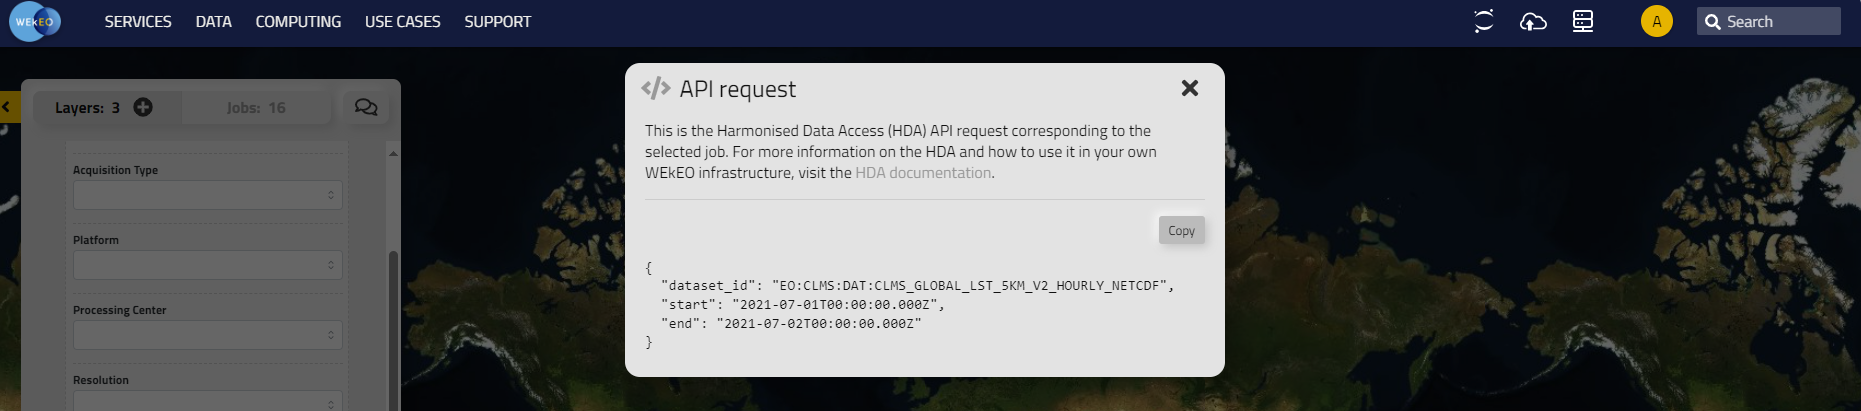 WEkEO
SERVICES DATA COMPUTING USE CASES SUPPORT
A
Search
Layers: 3
Jobs: 16
Acquisition Type
Platform
Processing Center
Resolution
</> API request
This is the Harmonised Data Access (HDA) API request corresponding to the
selected job. For more information on the HDA and how to use it in your own
WEkEO infrastructure, visit the HDA documentation.
Copy
{
"dataset_id": "EO:CLMS:DAT:CLMS_GLOBAL_LST_5KM_V2_HOURLY_NETCDF",
"start": "2021-07-01T00:00:00.000Z",
"end": "2021-07-02T00:00:00.000Z"
}